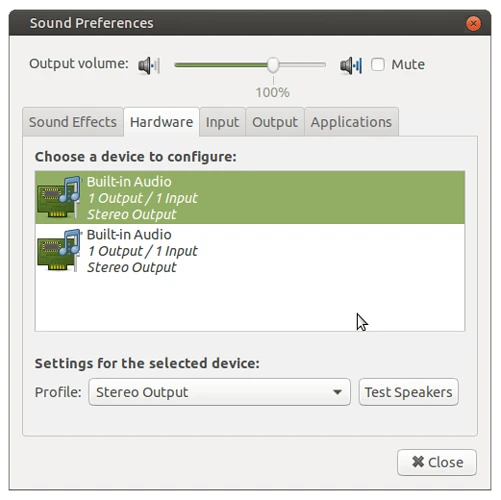 Sound Preferences
Output volume:
Mute
100%
Sound Effects
Hardware
Input
Output
Applications
Choose a device to configure:
Built-in Audio
1 Output / 1 Input
Stereo Output
Built-in Audio
1 Output / 1 Input
Stereo Output
Settings for the selected device:
Profile: Stereo Output Test Speakers
Close